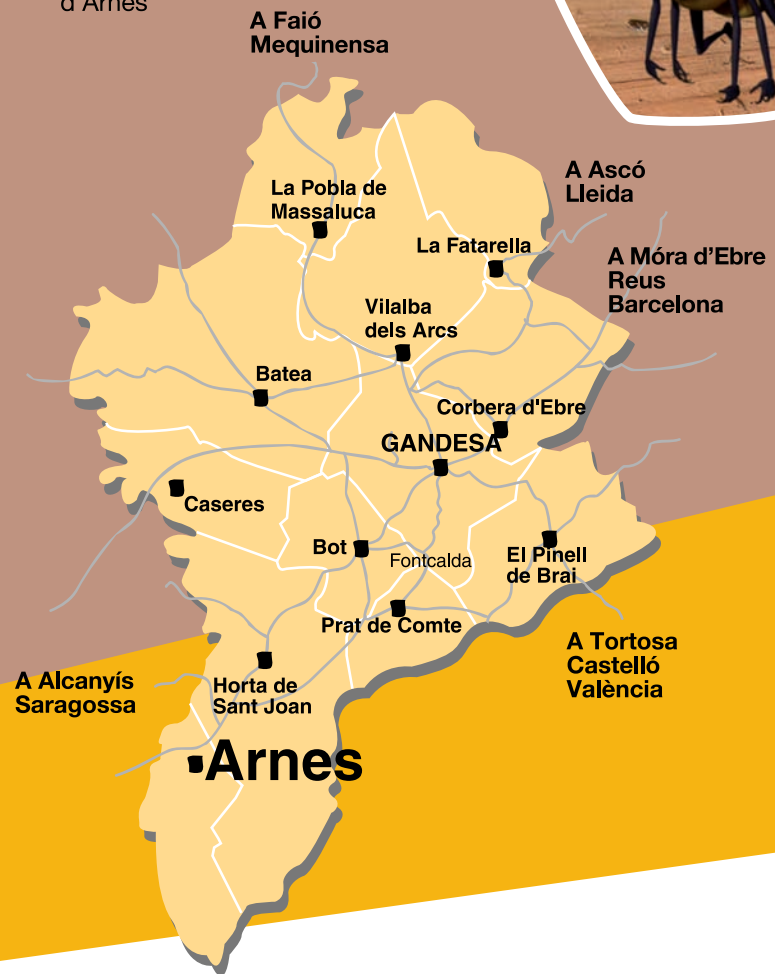 d'Arnes
A Faió
Mequinensa
A Ascó
Lleida
La Pobla de
Massaluca
La Fatarella
A Móra d'Ebre
Reus
Barcelona
Vilalba
dels Arcs
Batea
Corbera d'Ebre
GANDESA
Caseres
Bot
Fontcalda
El Pinell
de Brai
Prat de Comte
A Tortosa
Castelló
València
A Alcanyís
Saragossa
Horta de
Sant Joan
Arnes